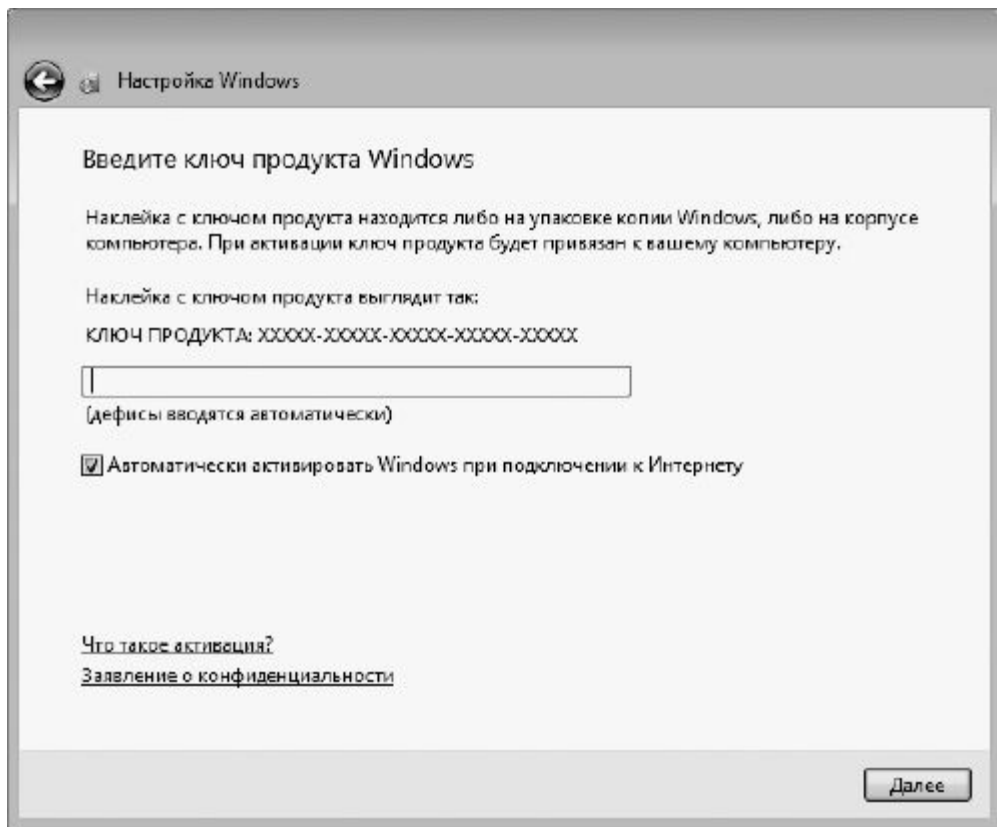 Настройка Windows
Введите ключ продукта Windows
Наклейка с ключом продукта находится либо на упаковке копии Windows, либо на корпусе
компьютера. При активации ключ продукта будет привязан к вашему компьютеру.
Наклейка с ключом продукта выглядит так:
КЛЮЧ ПРОДУКТА: XXXXX-XXXXX-XXXXX-XXXXX-XXXXX
(дефисы вводятся автоматически)
Автоматически активировать Windows при подключении к Интернету
Что такое активация?
Заявление о конфиденциальности
Далее